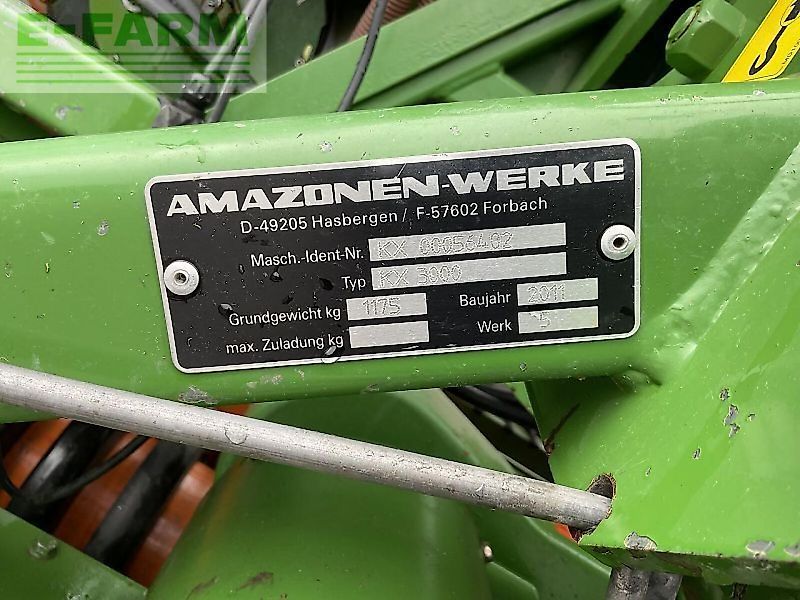 E-FARM
AMAZONEN-WERKE
D-49205 Hasbergen / F-57602 Forbach
Masch.-Ident-Nr. KX 00056402
Typ KX 3000
Grundgewicht kg 1175 Baujahr 2011
max. Zuladung kg Werk 5